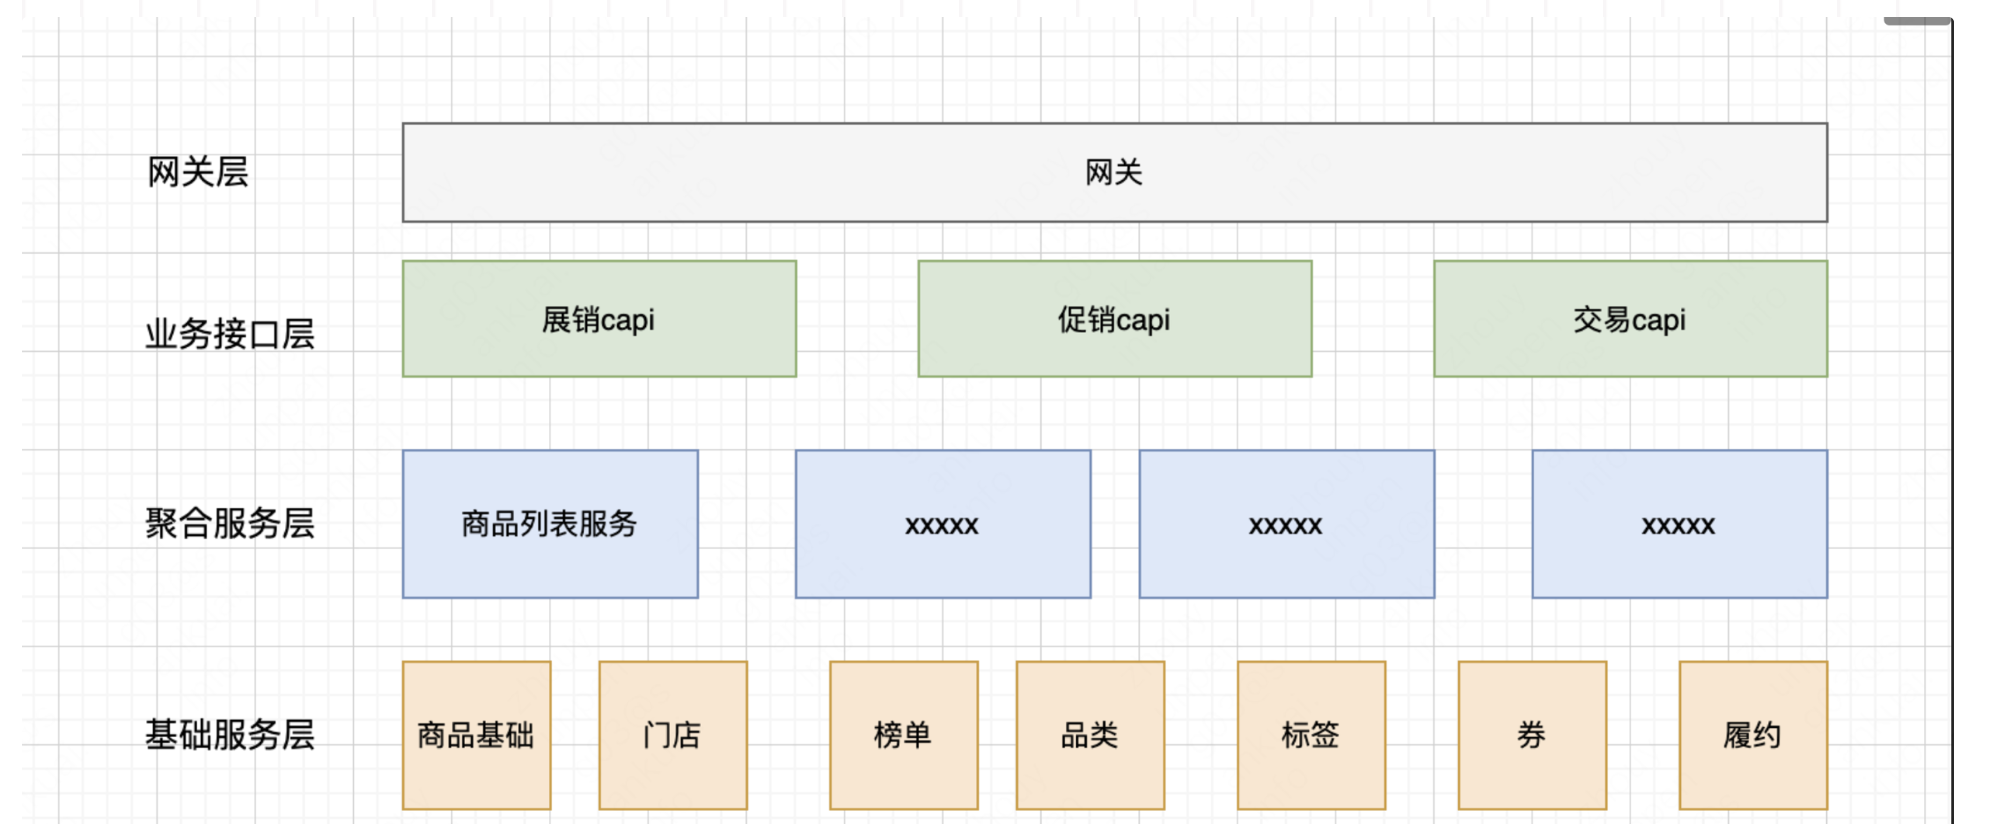 网关层
网关
业务接口层
展销capi
促销capi
交易capi
聚合服务层
商品列表服务
xxxxx
xxxxx
xxxxx
基础服务层
商品基础
门店
榜单
品类
标签
券
履约